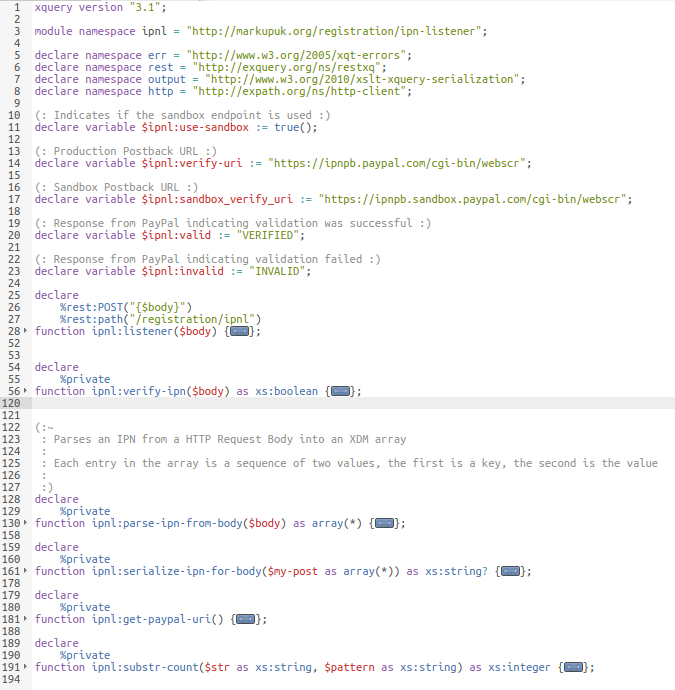 1 xquery version "3.1";
2
3 module namespace ipnl = "http://markupuk.org/registration/ipn-listener";
4
5 declare namespace err = "http://www.w3.org/2005/xqt-errors";
6 declare namespace rest = "http://exquery.org/ns/restxq";
7 declare namespace output = "http://www.w3.org/2010/xslt-xquery-serialization";
8 declare namespace http = "http://expath.org/ns/http-client";
9
10 (: Indicates if the sandbox endpoint is used :)
11 declare variable $ipnl:use-sandbox := true();
12
13 (: Production Postback URL :)
14 declare variable $ipnl:verify-uri := "https://ipnpb.paypal.com/cgi-bin/webscr";
15
16 (: Sandbox Postback URL :)
17 declare variable $ipnl:sandbox_verify_uri := "https://ipnpb.sandbox.paypal.com/cgi-bin/webscr";
18
19 (: Response from PayPal indicating validation was successful :)
20 declare variable $ipnl:valid := "VERIFIED";
21
22 (: Response from PayPal indicating validation failed :)
23 declare variable $ipnl:invalid := "INVALID";
24
25 declare
26 %rest:POST("{$body}")
27 %rest:path("/registration/ipnl")
28 function ipnl:listener($body) {};
52
53
54 declare
55 %private
56 function ipnl:verify-ipn($body) as xs:boolean {};
120
121
122 (:~
123 : Parses an IPN from a HTTP Request Body into an XDM array
124 :
125 : Each entry in the array is a sequence of two values, the first is a key, the second is the value
126 :
127 :)
128 declare
129 %private
130 function ipnl:parse-ipn-from-body($body) as array(*) {};
158
159 declare
160 %private
161 function ipnl:serialize-ipn-for-body($my-post as array(*)) as xs:string? {};
178
179 declare
180 %private
181 function ipnl:get-paypal-uri() {};
188
189 declare
190 %private
191 function ipnl:substr-count($str as xs:string, $pattern as xs:string) as xs:integer {};
194